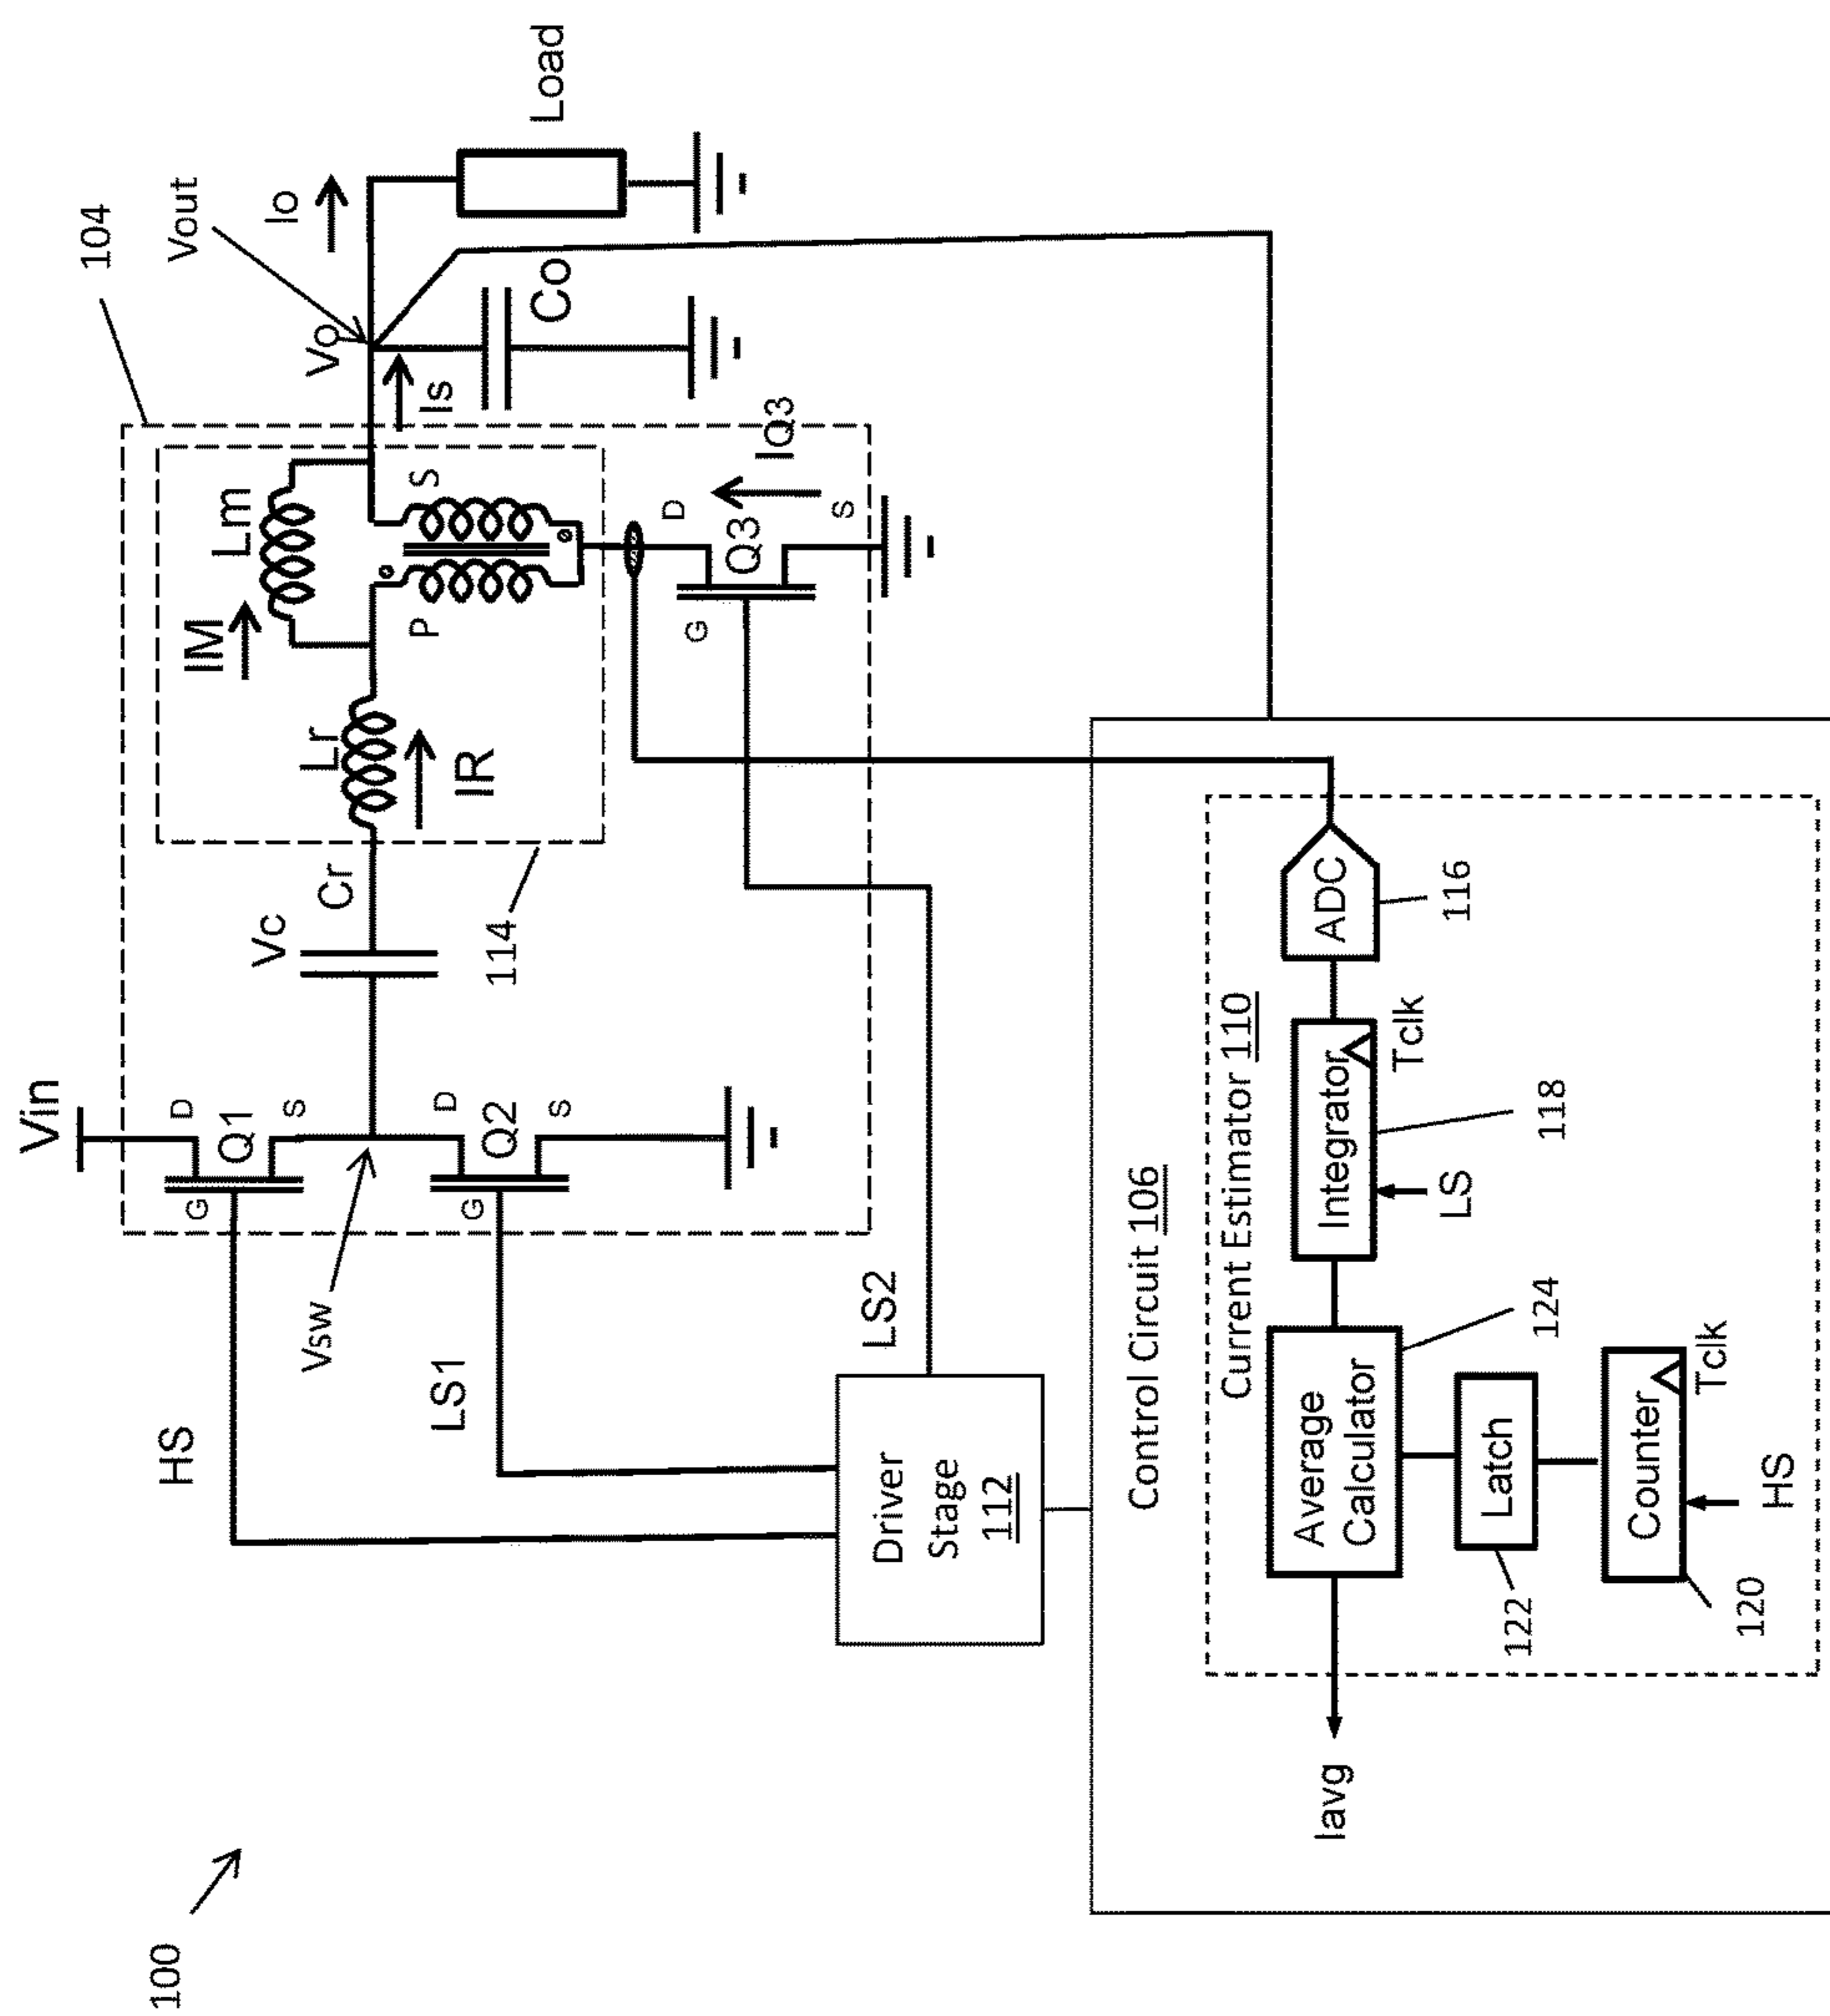 100
Vin
HS
D
Q1
S
G
Vsw
LS1
D
Q2
S
G
Vc
Cr
114
Lr
IR
IM
Lm
P
S
104
Vo
Vout
Is
Io
Co
Load
D
Q3
S
G
IQ3
LS2
Driver
Stage
112
Control Circuit 106
Current Estimator 110
ADC
116
Integrator
Tclk
118
LS
Average
Calculator
124
Iavg
Latch
122
Counter
Tclk
120
HS